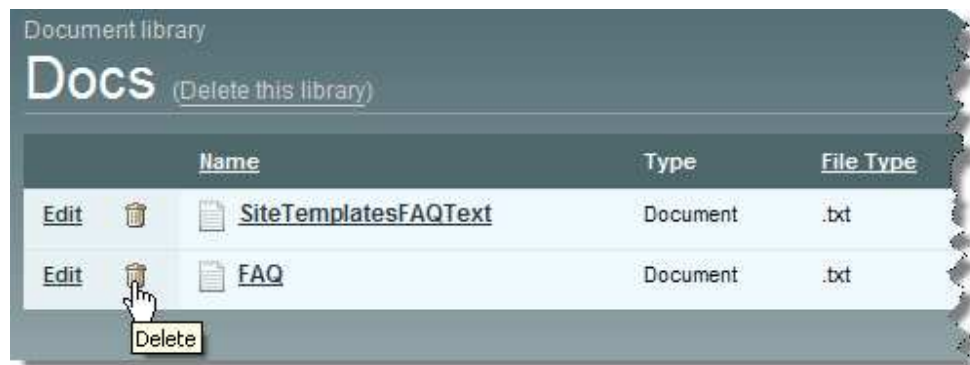 Document library
Docs (Delete this library)
Name Type File Type
Edit SiteTemplatesFAQText Document .txt
Edit FAQ Document .txt
Delete